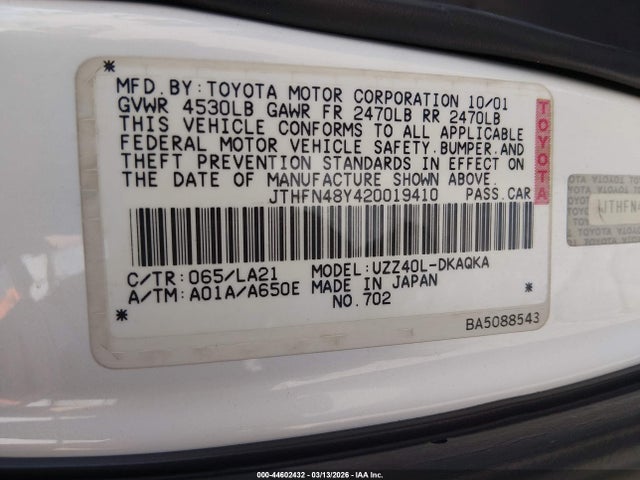 MFD. BY: TOYOTA MOTOR CORPORATION 10/01
GVWR 4530LB GAWR FR 2470LB RR 2470LB
THIS VEHICLE CONFORMS TO ALL APPLICABLE
FEDERAL MOTOR VEHICLE SAFETY, BUMPER, AND
THEFT PREVENTION STANDARDS IN EFFECT ON
THE DATE OF MANUFACTURE SHOWN ABOVE.
JTHFN48Y420019410 PASS. CAR
TOYOTA
C/TR: 065/LA21 MODEL: UZZ40L-DKAQKA
A/TM: A01A/A650E MADE IN JAPAN
NO. 702
BA5088543
JTHFN4
000-44602432 - 03/13/2026 - Copyright IAA, Inc.